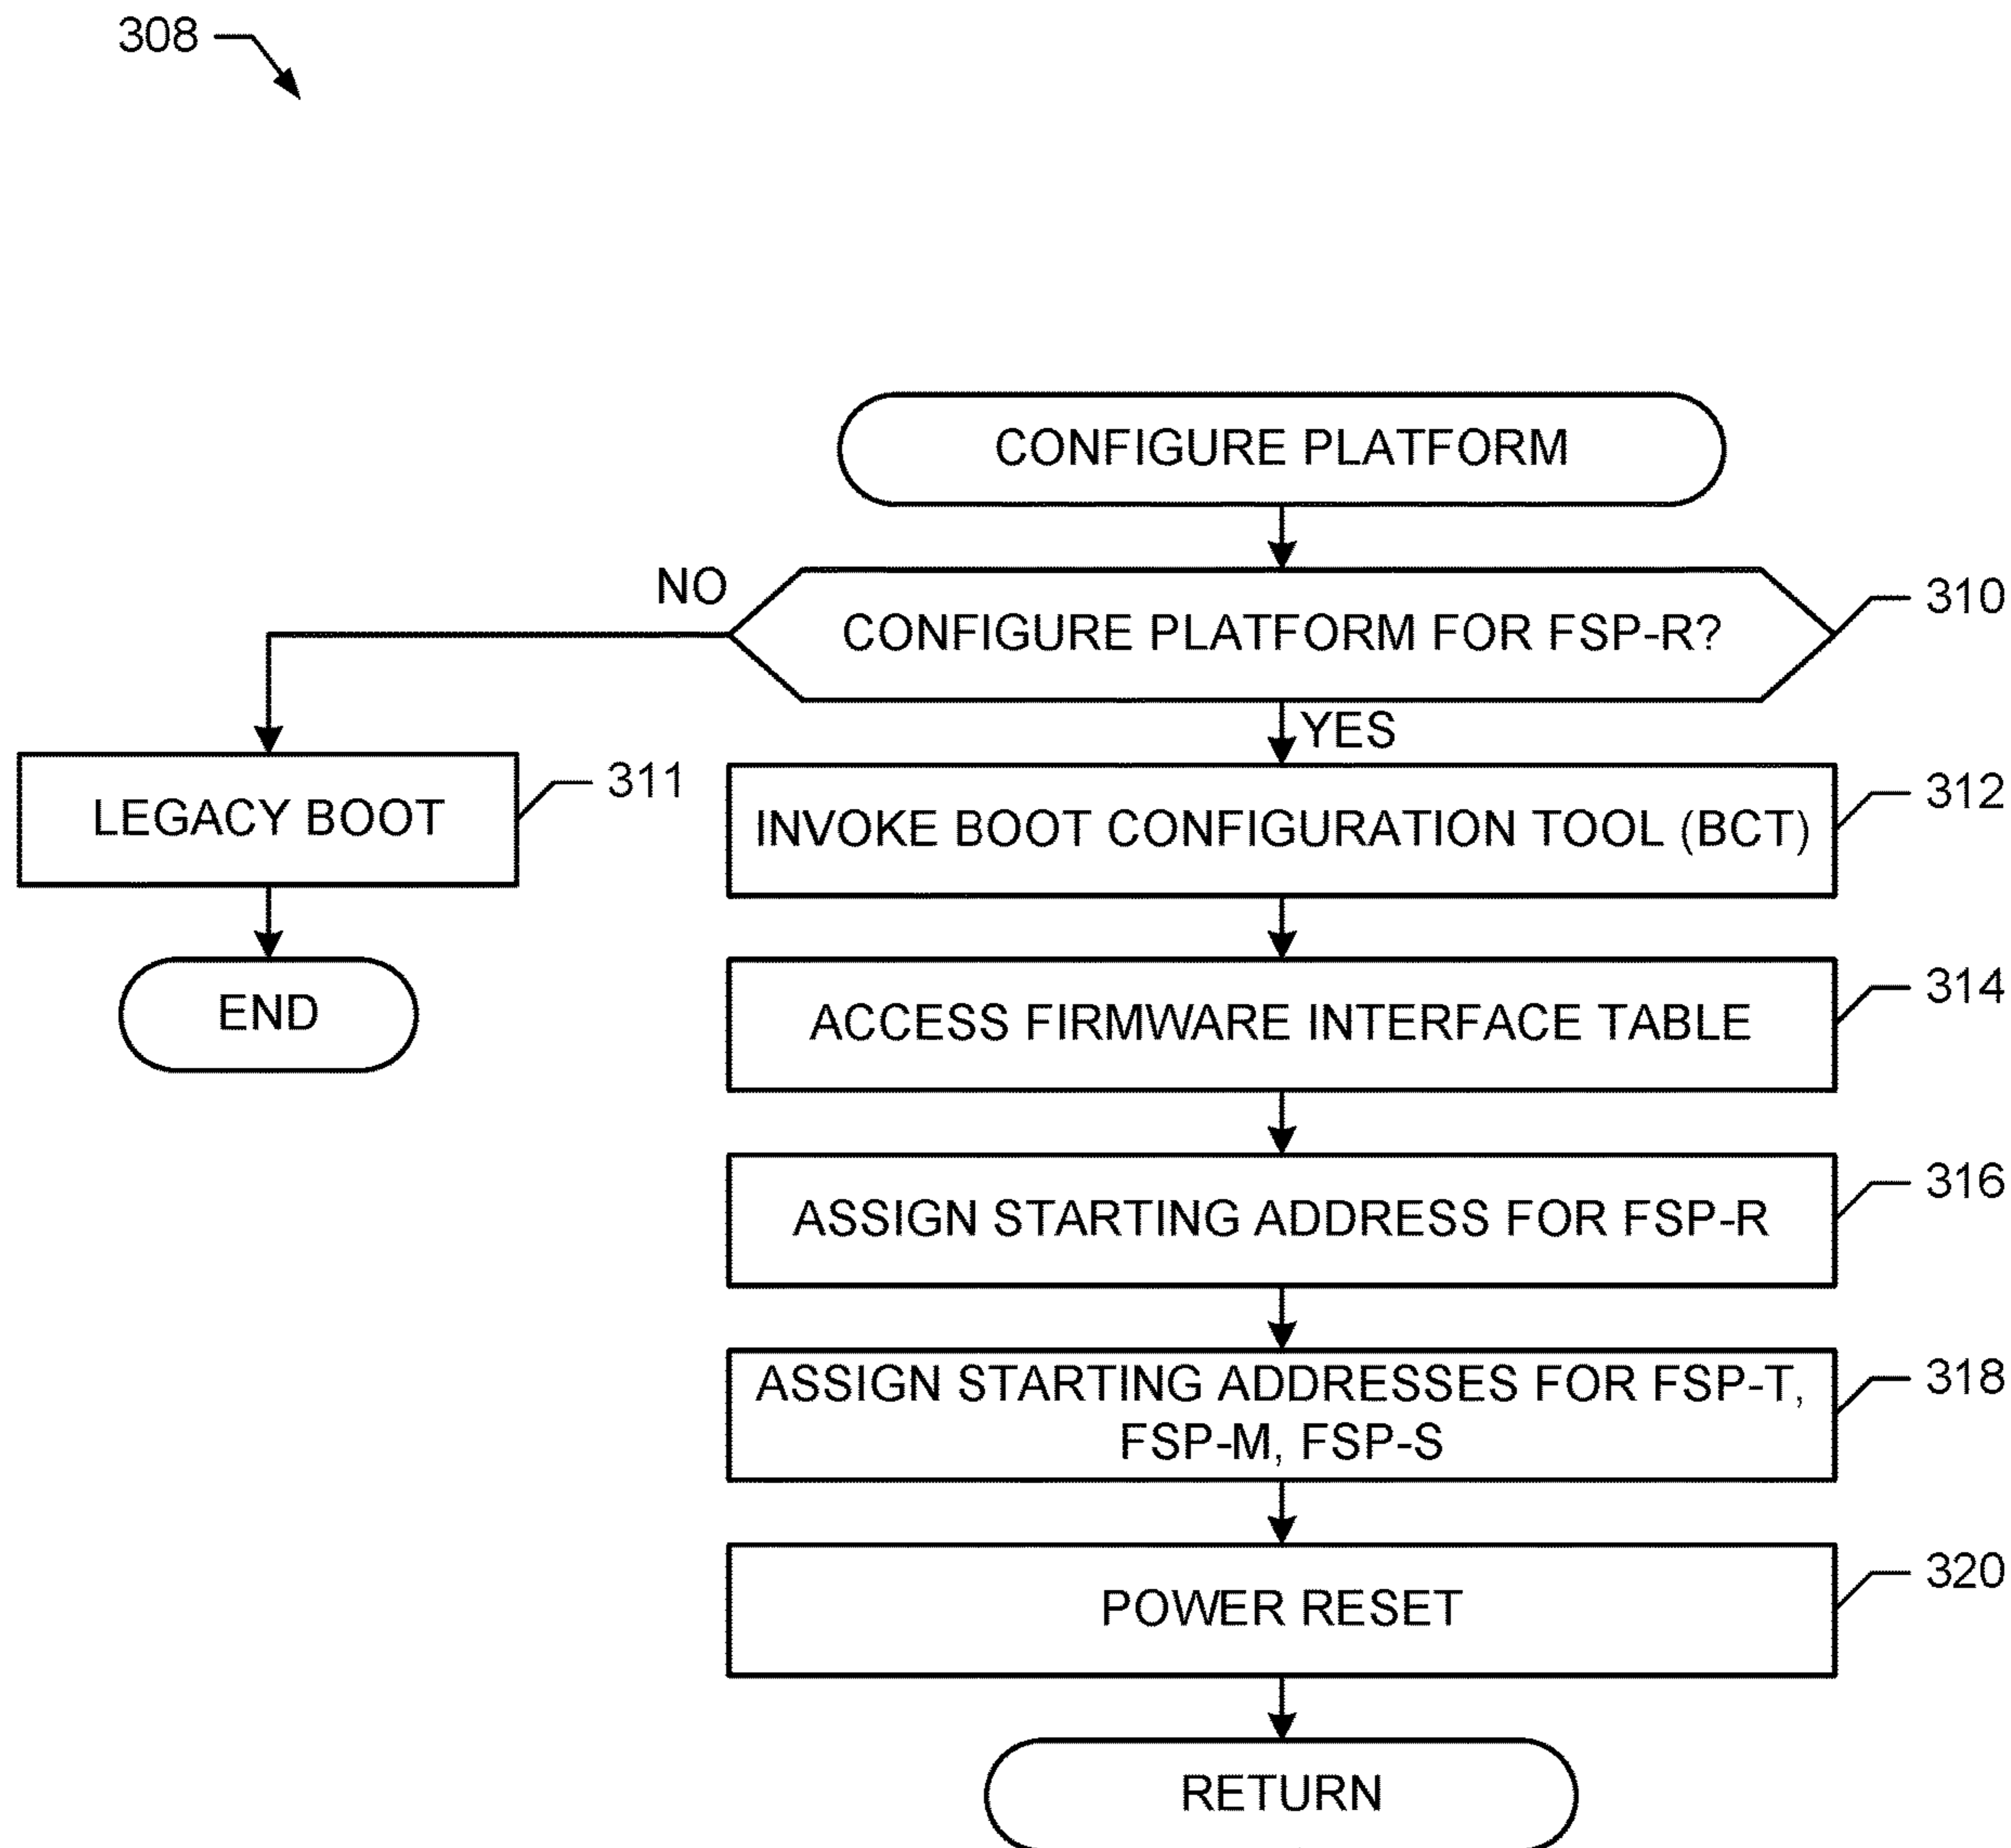 308
CONFIGURE PLATFORM
NO
CONFIGURE PLATFORM FOR FSP-R?
310
YES
LEGACY BOOT
311
INVOKE BOOT CONFIGURATION TOOL (BCT)
312
END
ACCESS FIRMWARE INTERFACE TABLE
314
ASSIGN STARTING ADDRESS FOR FSP-R
316
ASSIGN STARTING ADDRESSES FOR FSP-T,
FSP-M, FSP-S
318
POWER RESET
320
RETURN